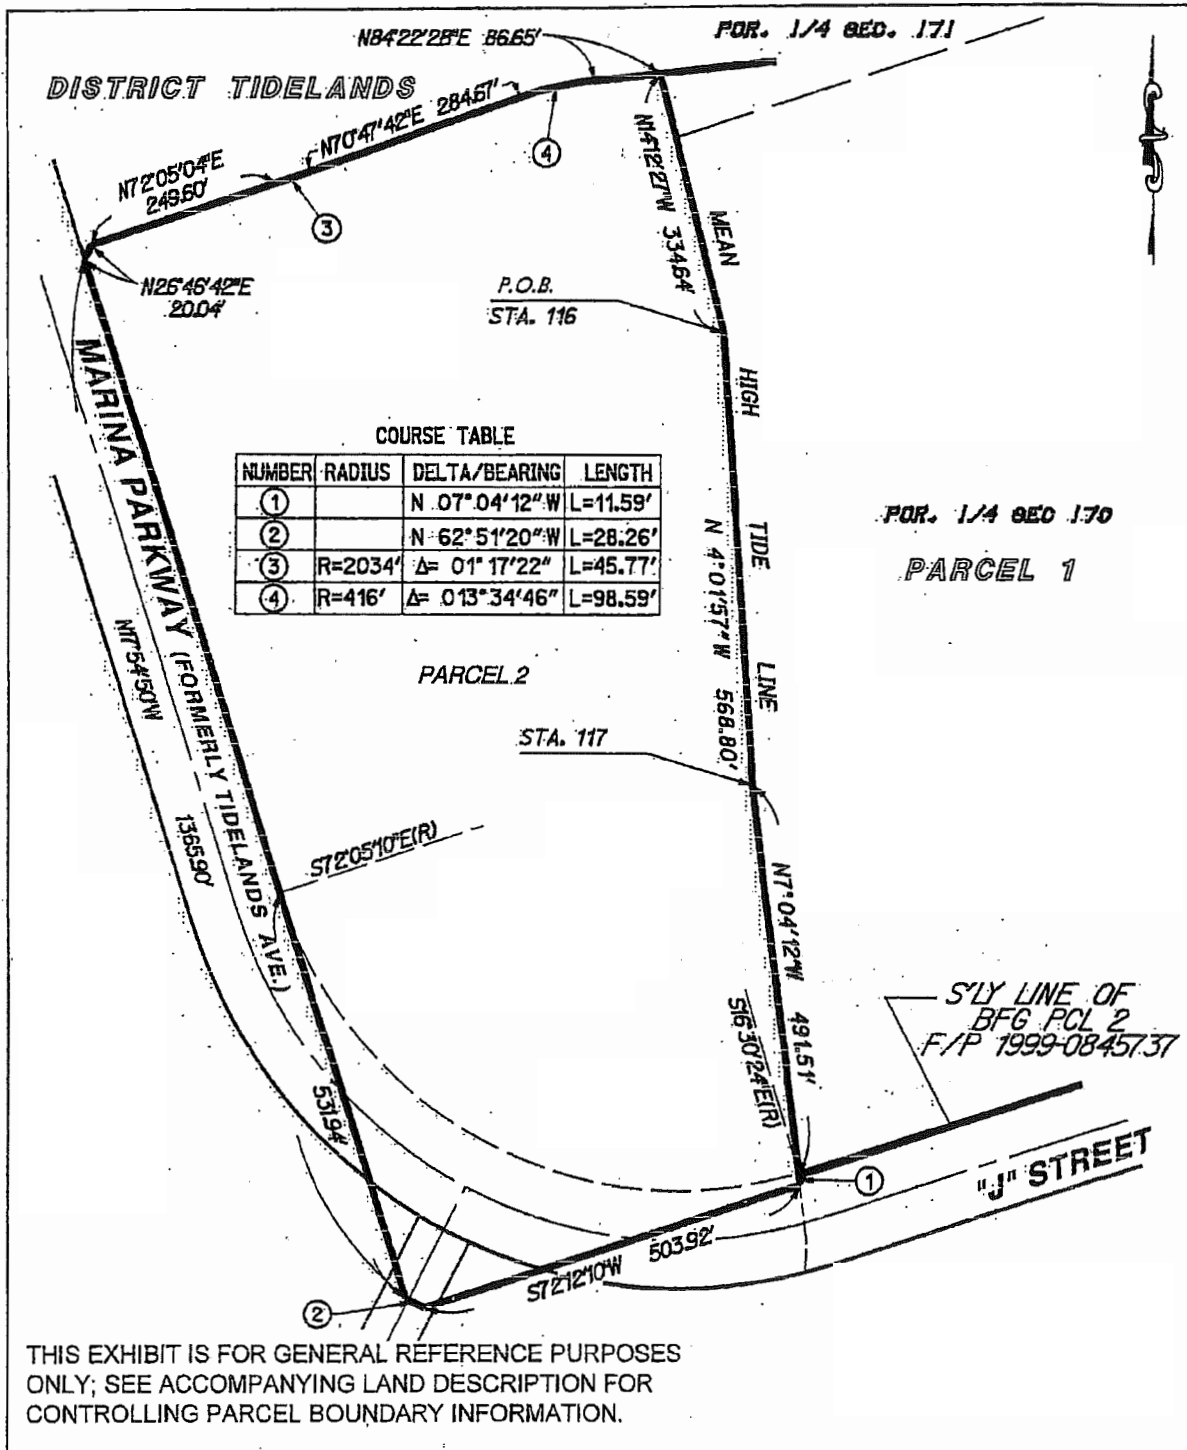 N84°22'28"E 86.65'
POR. 1/4 SEC. 171
DISTRICT TIDELANDS
N70°47'42"E 284.67'
4
N72°05'04"E
249.60'
3
N14°12'27"W 334.64'
MEAN
N26°46'42"E
20.04'
P.O.B.
STA. 116
MARINA PARKWAY (FORMERLY TIDELANDS AVE.)
HIGH
COURSE TABLE
NUMBER RADIUS DELTA/BEARING LENGTH
1 N 07°04'12" W L=11.59'
2 N 62°51'20" W L=28.26'
3 R=2034' Δ= 01°17'22" L=45.77'
4 R=416' Δ= 013°34'46" L=98.59'
N 4°01'57" W 568.80'
TIDE
POR. 1/4 SEC 170
PARCEL 1
N17°54'50"W 1365.90'
PARCEL 2
LINE
STA. 117
S72°05'10"E(R)
N7°04'12"W 491.51'
S16°30'24"E(R)
S'LY LINE OF
BFG PCL 2
F/P 1999-0845737
531.94'
1
"J" STREET
S72°12'10"W 503.92'
2
THIS EXHIBIT IS FOR GENERAL REFERENCE PURPOSES
ONLY; SEE ACCOMPANYING LAND DESCRIPTION FOR
CONTROLLING PARCEL BOUNDARY INFORMATION.